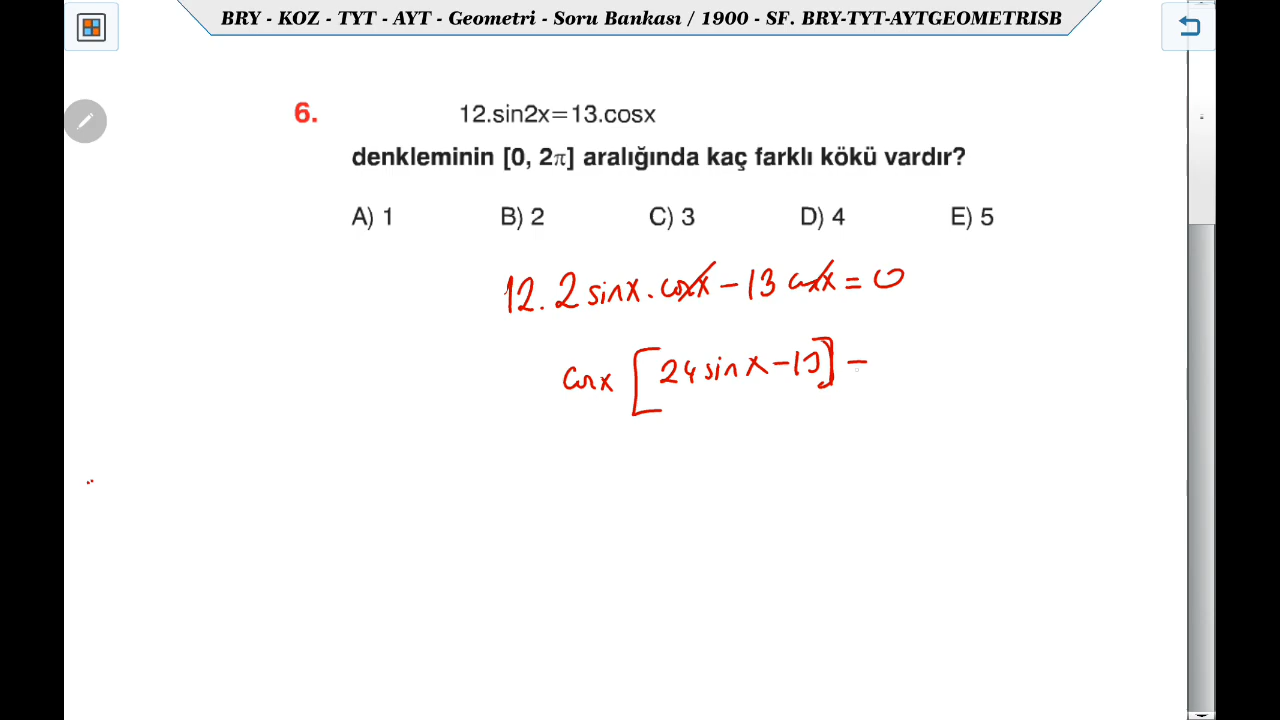 BRY - KOZ - TYT - AYT - Geometri - Soru Bankası / 1900 - SF. BRY-TYT-AYTGEOMETRISB
6. 12.sin2x=13.cosx
denkleminin [0, 2π] aralığında kaç farklı kökü vardır?
A) 1 B) 2 C) 3 D) 4 E) 5
12. 2 sinx . cosx - 13 cosx = 0
cosx [24 sinx - 13] =